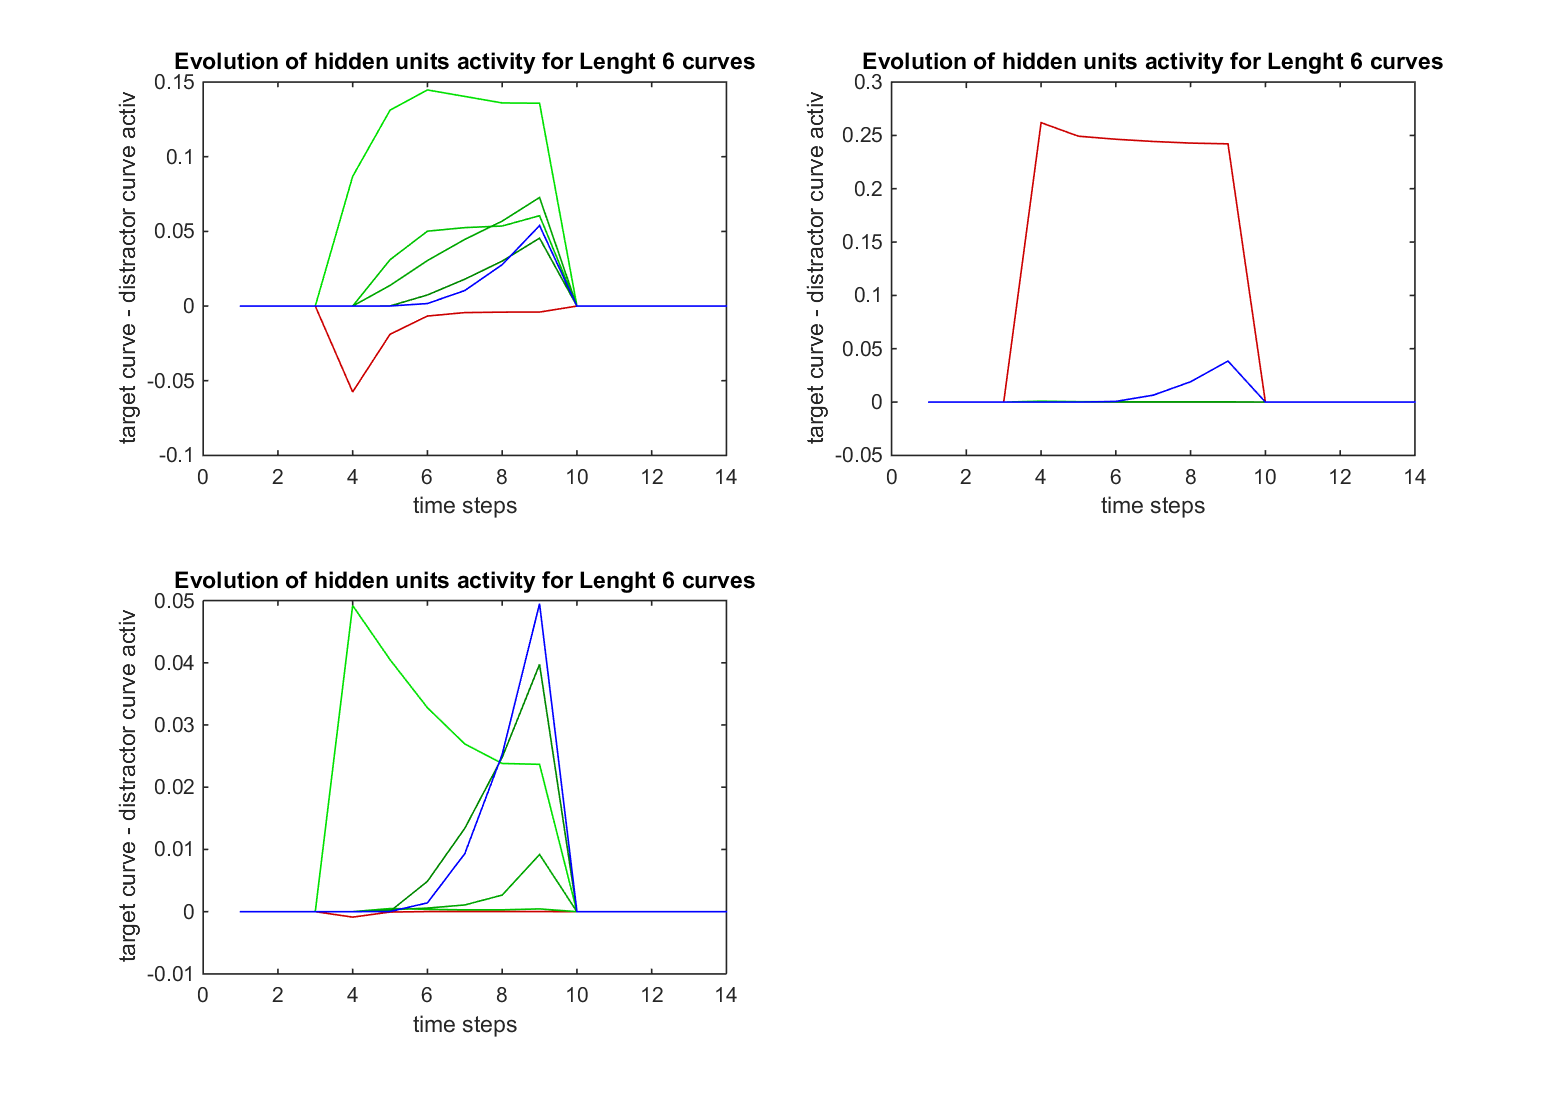 Evolution of hidden units activity for Lenght 6 curves
target curve - distractor curve activ
0.15
0.1
0.05
0
-0.05
-0.1
0 2 4 6 8 10 12 14
time steps
Evolution of hidden units activity for Lenght 6 curves
target curve - distractor curve activ
0.3
0.25
0.2
0.15
0.1
0.05
0
-0.05
0 2 4 6 8 10 12 14
time steps
Evolution of hidden units activity for Lenght 6 curves
target curve - distractor curve activ
0.05
0.04
0.03
0.02
0.01
0
-0.01
0 2 4 6 8 10 12 14
time steps